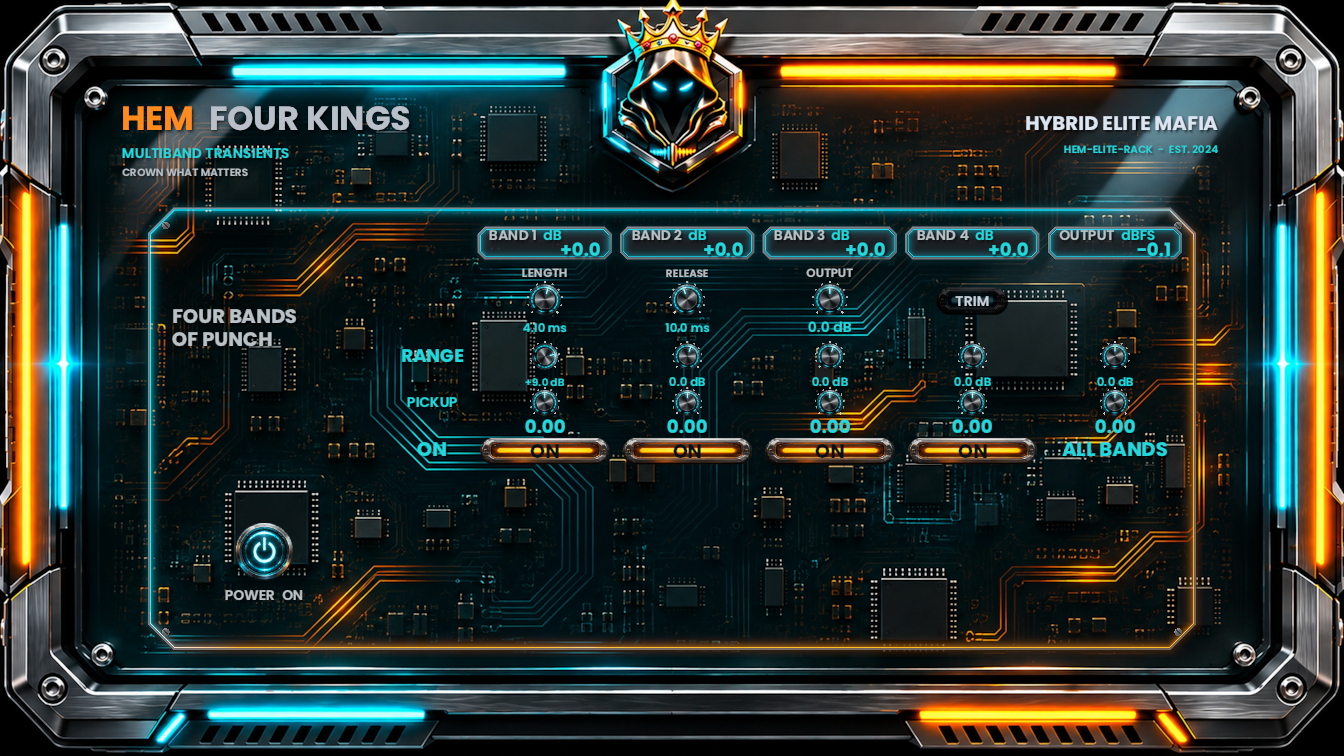 HEM FOUR KINGS
MULTIBAND TRANSIENTS
CROWN WHAT MATTERS
HYBRID ELITE MAFIA
HEM-ELITE-RACK - EST. 2024
BAND 1 dB +0.0
BAND 2 dB +0.0
BAND 3 dB +0.0
BAND 4 dB +0.0
OUTPUT dBFS -0.1
LENGTH RELEASE OUTPUT
TRIM
FOUR BANDS
OF PUNCH
410 ms 10.0 ms 0.0 dB
RANGE
+9.0 dB 0.0 dB 0.0 dB 0.0 dB 0.0 dB
PICKUP
0.00 0.00 0.00 0.00 0.00
ON ON ON ON ON ALL BANDS
POWER ON